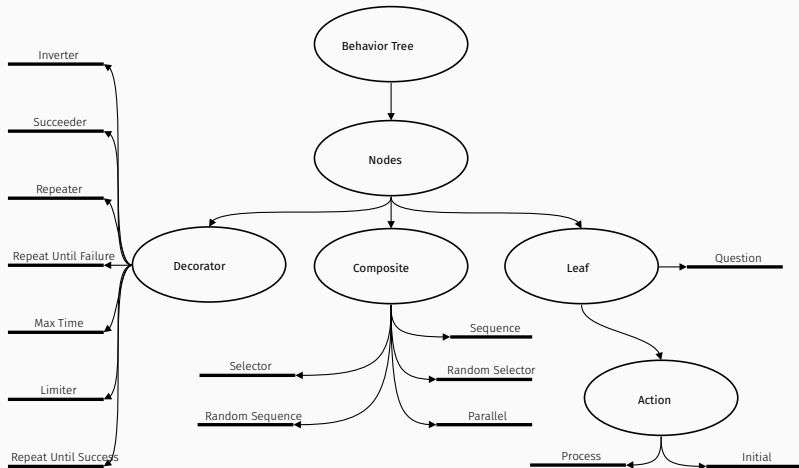 Behavior Tree
Inverter
Succeeder
Nodes
Repeater
Repeat Until Failure
Decorator
Composite
Leaf
Question
Max Time
Sequence
Selector
Random Selector
Limiter
Action
Random Sequence
Parallel
Repeat Until Success
Process
Initial